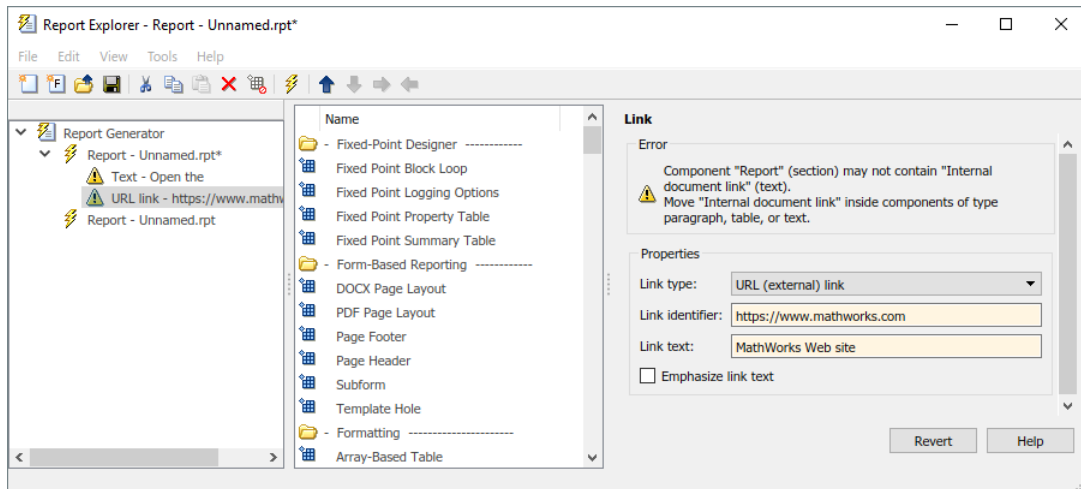 Report Explorer - Report - Unnamed.rpt*
File Edit View Tools Help
Report Generator
Report - Unnamed.rpt*
Text - Open the
URL link - https://www.mathw
Report - Unnamed.rpt
Name
- Fixed-Point Designer ------------
Fixed Point Block Loop
Fixed Point Logging Options
Fixed Point Property Table
Fixed Point Summary Table
- Form-Based Reporting ------------
DOCX Page Layout
PDF Page Layout
Page Footer
Page Header
Subform
Template Hole
- Formatting ----------------------
Array-Based Table
Link
Error
Component "Report" (section) may not contain "Internal
document link" (text).
Move "Internal document link" inside components of type
paragraph, table, or text.
Properties
Link type: URL (external) link
Link identifier: https://www.mathworks.com
Link text: MathWorks Web site
Emphasize link text
Revert Help